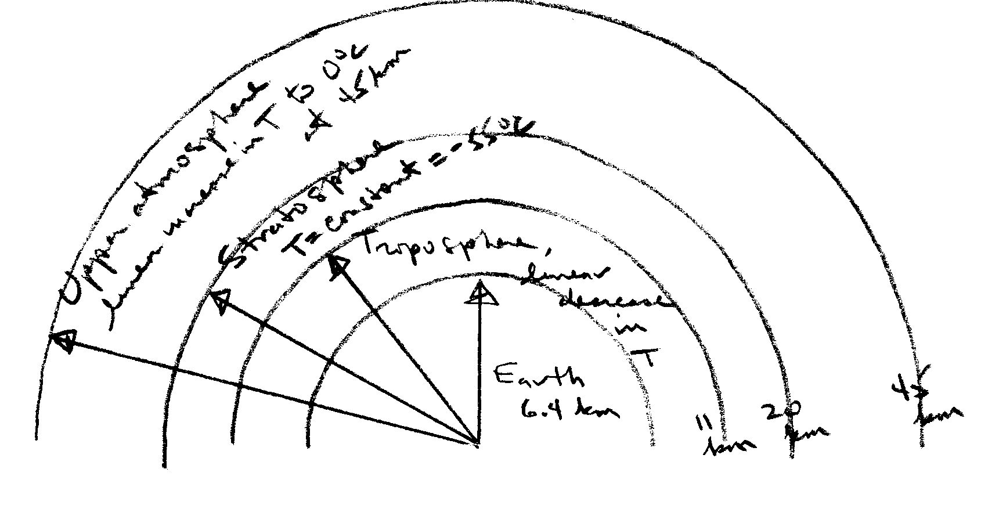 Upper atmosphere
linear increase in T to 0°C
at 45 km
Stratosphere
T = constant = -55°C
Troposphere,
linear
decrease
in
T
Earth
6.4 km
11
km
20
km
45
km